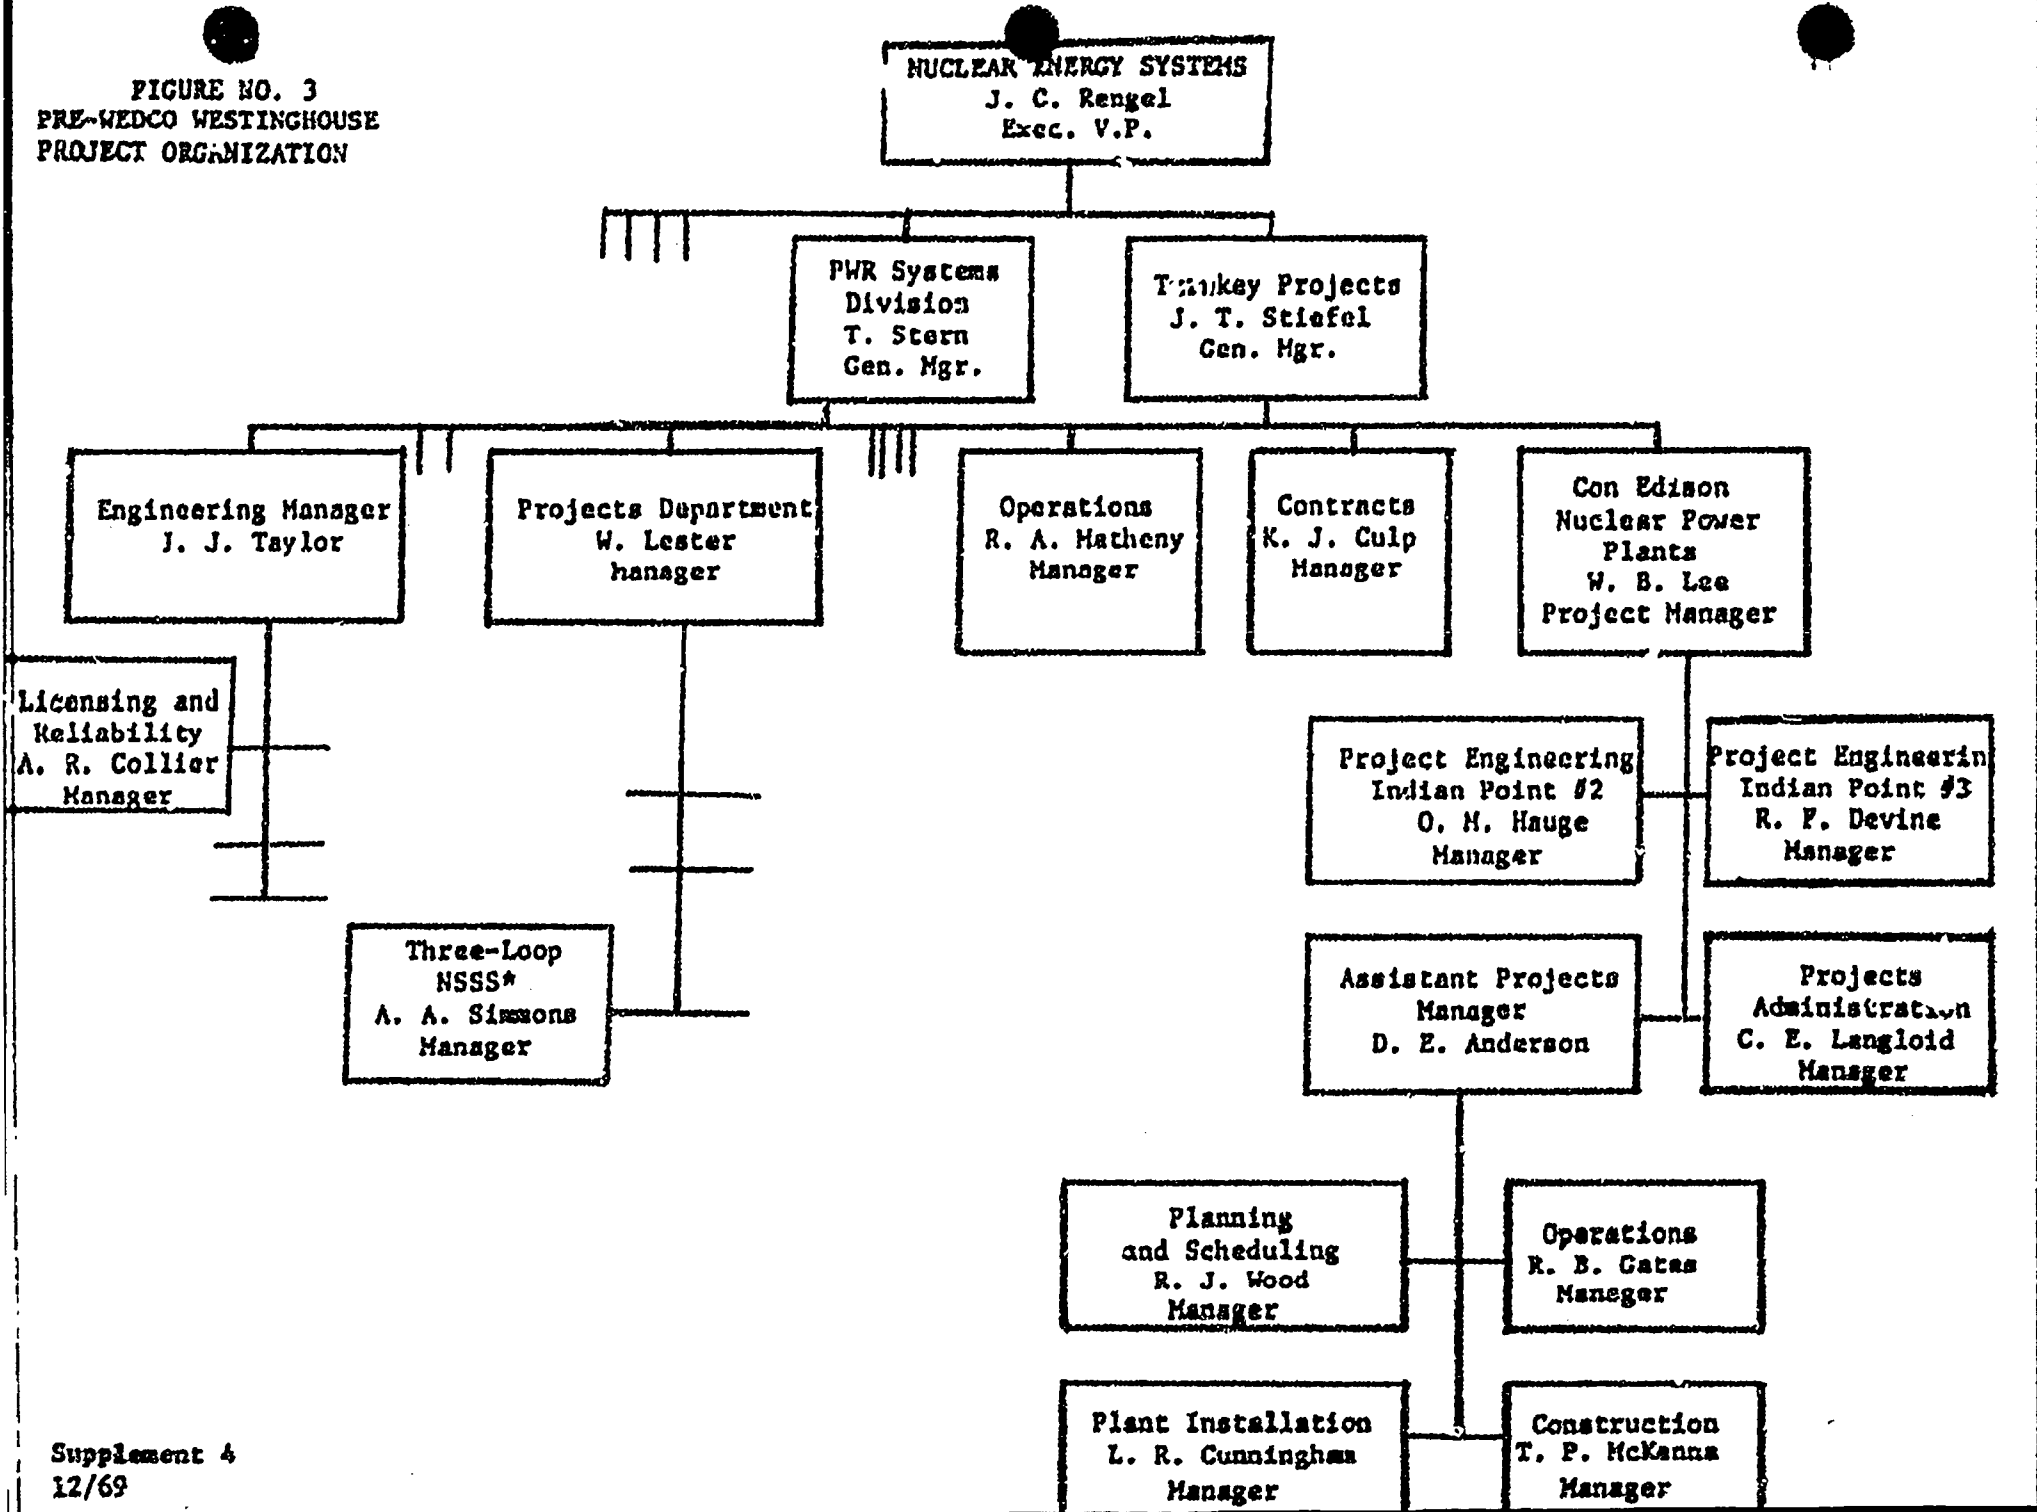 FIGURE NO. 3
PRE-WEDCO WESTINGHOUSE
PROJECT ORGANIZATION
NUCLEAR ENERGY SYSTEMS
J. C. Rengel
Exec. V.P.
PWR Systems
Division
T. Stern
Gen. Mgr.
Turnkey Projects
J. T. Stiefel
Gen. Mgr.
Engineering Manager
J. J. Taylor
Projects Department
W. Lester
Manager
Operations
R. A. Matheny
Manager
Contracts
K. J. Culp
Manager
Con Edison
Nuclear Power
Plants
W. B. Lee
Project Manager
Licensing and
Reliability
A. R. Collier
Manager
Project Engineering
Indian Point #2
O. M. Hauge
Manager
Project Engineerin
Indian Point #3
R. F. Devine
Manager
Three-Loop
NSSS*
A. A. Simmons
Manager
Assistant Projects
Manager
D. E. Anderson
Projects
Administration
C. E. Langloid
Manager
Planning
and Scheduling
R. J. Wood
Manager
Operations
R. B. Gates
Manager
Plant Installation
L. R. Cunningham
Manager
Construction
T. P. McKenna
Manager
Supplement 4
12/69